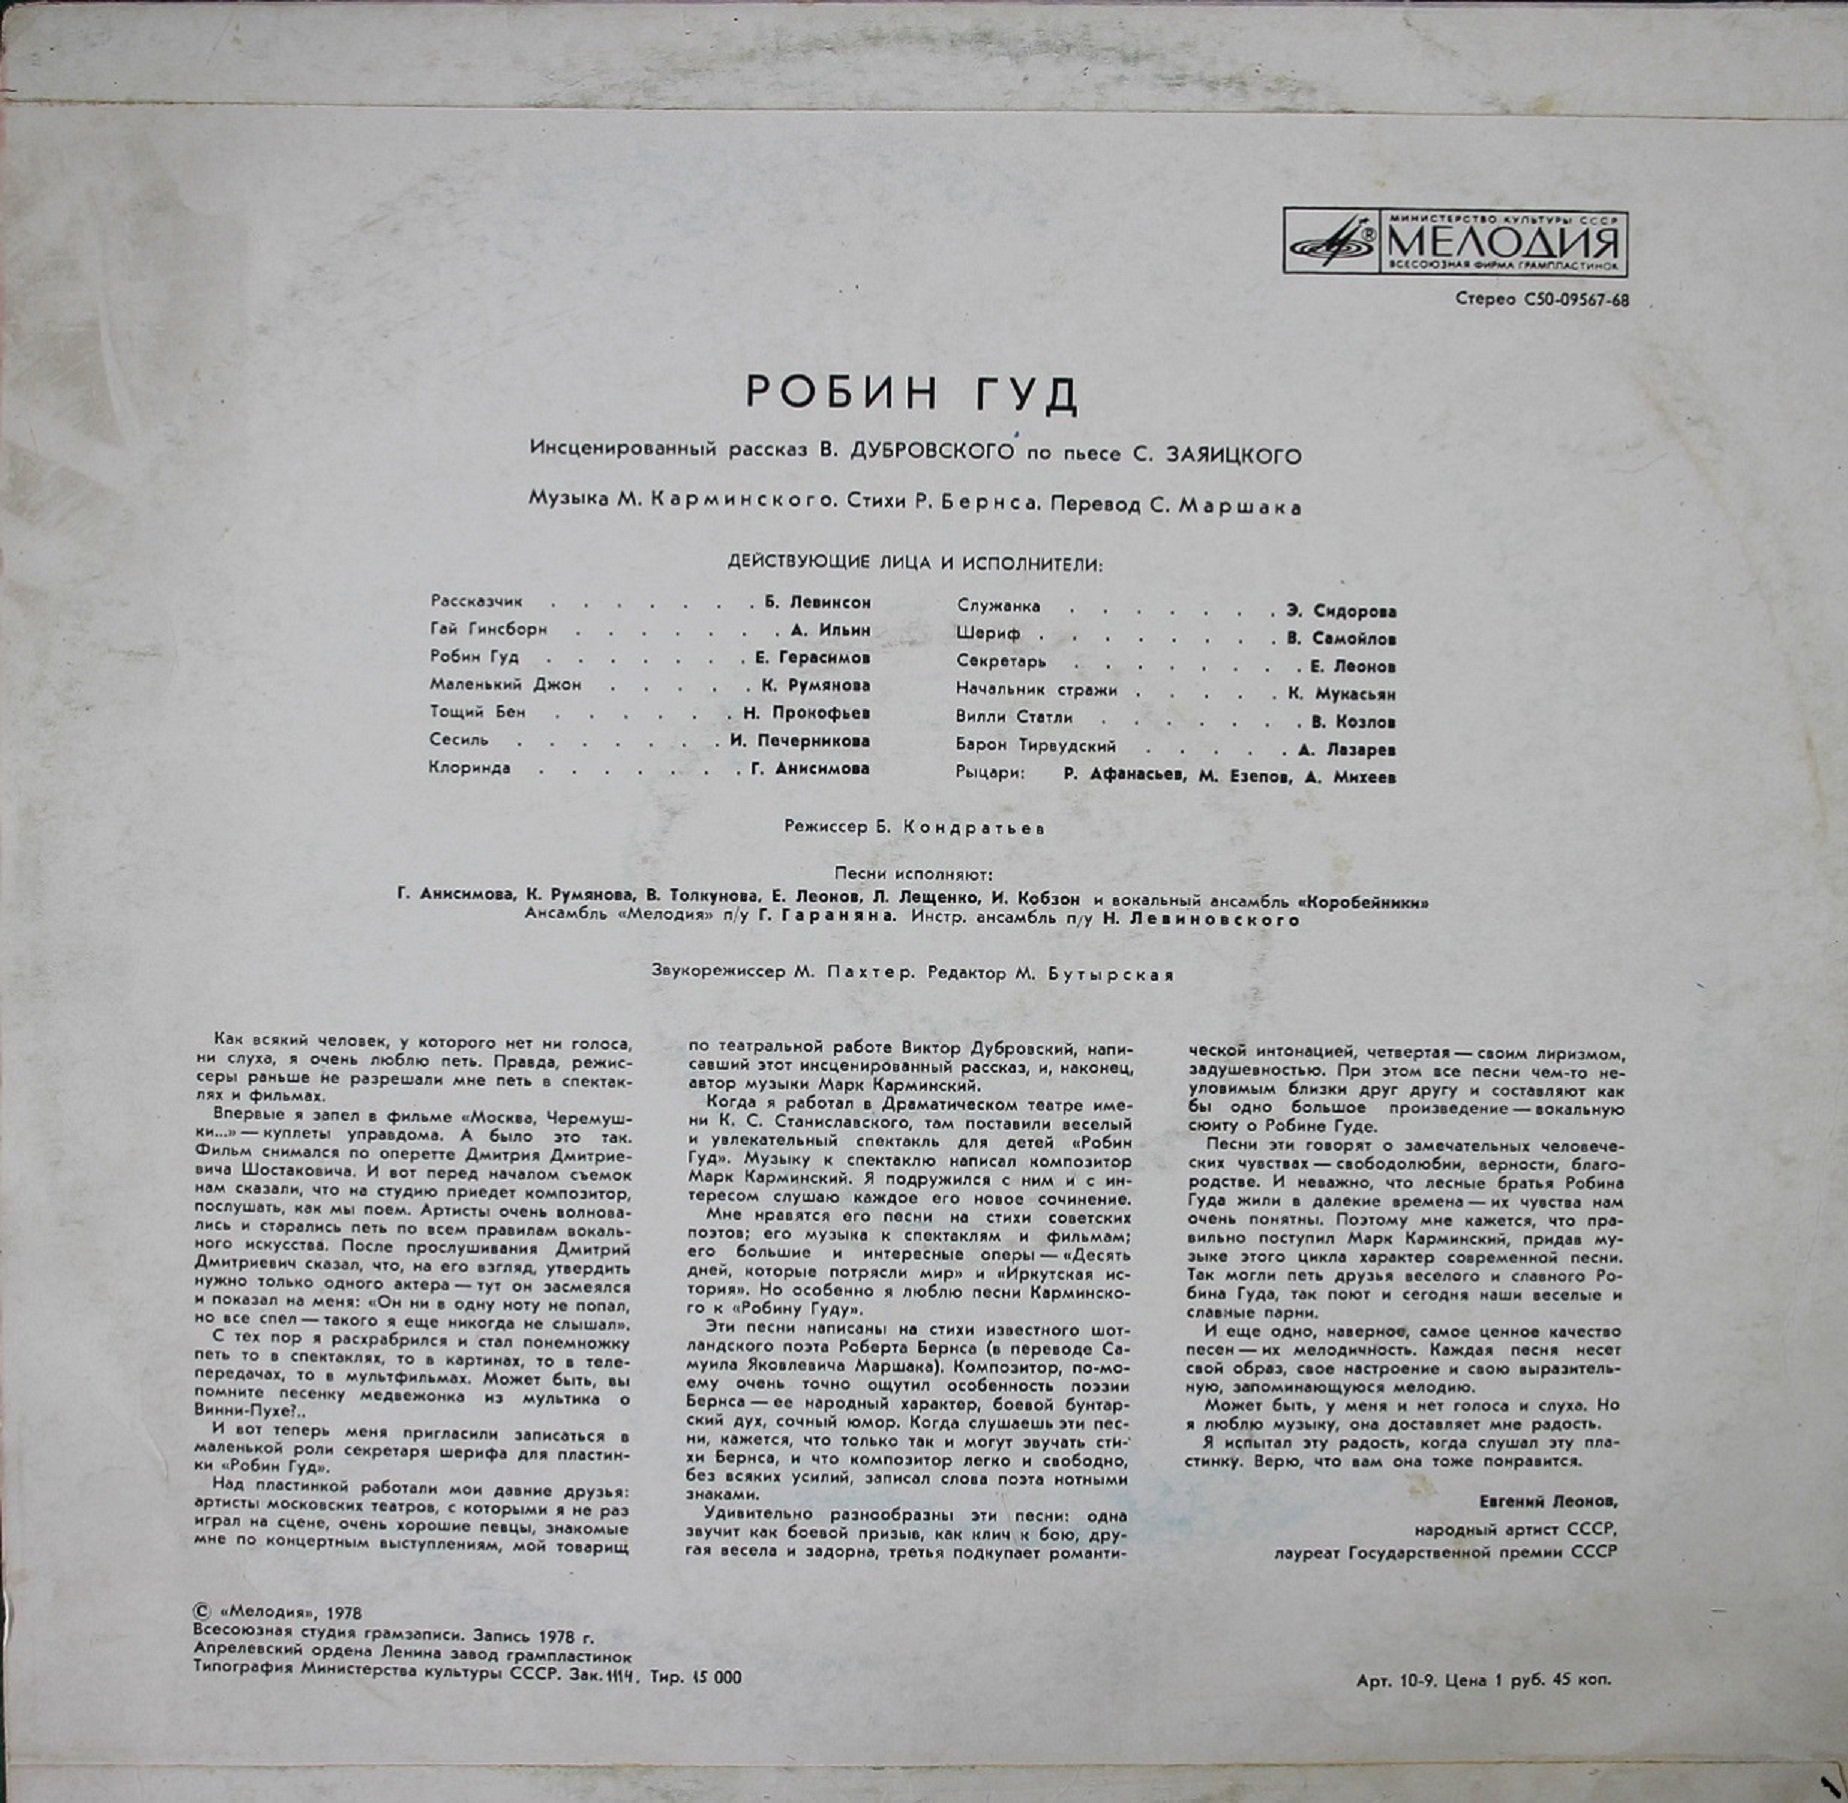 МИНИСТЕРСТВО КУЛЬТУРЫ СССР
МЕЛОДИЯ
ВСЕСОЮЗНАЯ ФИРМА ГРАМПЛАСТИНОК
Стерео С50-09567-68
РОБИН ГУД
Инсценированный рассказ В. ДУБРОВСКОГО по пьесе С. ЗАЯИЦКОГО
Музыка М. Карминского. Стихи Р. Бернса. Перевод С. Маршака
ДЕЙСТВУЮЩИЕ ЛИЦА И ИСПОЛНИТЕЛИ:
Рассказчик . . . . . . . Б. Левинсон
Гай Гинсборн . . . . . . . А. Ильин
Робин Гуд . . . . . . . Е. Герасимов
Маленький Джон . . . . . К. Румянова
Тощий Бен . . . . . . Н. Прокофьев
Сесиль . . . . . . . И. Печерникова
Клоринда . . . . . . . Г. Анисимова
Служанка . . . . . . . Э. Сидорова
Шериф . . . . . . . . В. Самойлов
Секретарь . . . . . . . . Е. Леонов
Начальник стражи . . . . . К. Мукасьян
Вилли Статли . . . . . . . В. Козлов
Барон Тирвудский . . . . . А. Лазарев
Рыцари: Р. Афанасьев, М. Езепов, А. Михеев
Режиссер Б. Кондратьев
Песни исполняют:
Г. Анисимова, К. Румянова, В. Толкунова, Е. Леонов, Л. Лещенко, И. Кобзон и вокальный ансамбль «Коробейники»
Ансамбль «Мелодия» п/у Г. Гараняна. Инстр. ансамбль п/у Н. Левиновского
Звукорежиссер М. Пахтер. Редактор М. Бутырская
Как всякий человек, у которого нет ни голоса,
ни слуха, я очень люблю петь. Правда, режис-
серы раньше не разрешали мне петь в спектак-
лях и фильмах.
Впервые я запел в фильме «Москва, Черемуш-
ки...» — куплеты управдома. А было это так.
Фильм снимался по оперетте Дмитрия Дмитрие-
вича Шостаковича. И вот перед началом съемок
нам сказали, что на студию приедет композитор,
послушать, как мы поем. Артисты очень волнова-
лись и старались петь по всем правилам вокаль-
ного искусства. После прослушивания Дмитрий
Дмитриевич сказал, что, на его взгляд, утвердить
нужно только одного актера — тут он засмеялся
и показал на меня: «Он ни в одну ноту не попал,
но все спел — такого я еще никогда не слышал».
С тех пор я расхрабрился и стал понемножку
петь то в спектаклях, то в картинах, то в теле-
передачах, то в мультфильмах. Может быть, вы
помните песенку медвежонка из мультика о
Винни-Пухе?..
И вот теперь меня пригласили записаться в
маленькой роли секретаря шерифа для пластин-
ки «Робин Гуд».
Над пластинкой работали мои давние друзья:
артисты московских театров, с которыми я не раз
играл на сцене, очень хорошие певцы, знакомые
мне по концертным выступлениям, мой товарищ
по театральной работе Виктор Дубровский, напи-
савший этот инсценированный рассказ, и, наконец,
автор музыки Марк Карминский.
Когда я работал в Драматическом театре име-
ни К. С. Станиславского, там поставили веселый
и увлекательный спектакль для детей «Робин
Гуд». Музыку к спектаклю написал композитор
Марк Карминский. Я подружился с ним и с ин-
тересом слушаю каждое его новое сочинение.
Мне нравятся его песни на стихи советских
поэтов; его музыка к спектаклям и фильмам;
его большие и интересные оперы — «Десять
дней, которые потрясли мир» и «Иркутская ис-
тория». Но особенно я люблю песни Карминско-
го к «Робину Гуду».
Эти песни написаны на стихи известного шот-
ландского поэта Роберта Бернса (в переводе Са-
муила Яковлевича Маршака). Композитор, по-мо-
ему очень точно ощутил особенность поэзии
Бернса — ее народный характер, боевой бунтар-
ский дух, сочный юмор. Когда слушаешь эти пес-
ни, кажется, что только так и могут звучать сти-
хи Бернса, и что композитор легко и свободно,
без всяких усилий, записал слова поэта нотными
знаками.
Удивительно разнообразны эти песни: одна
звучит как боевой призыв, как клич к бою, дру-
гая весела и задорна, третья подкупает романти-
ческой интонацией, четвертая — своим лиризмом,
задушевностью. При этом все песни чем-то не-
уловимым близки друг другу и составляют как
бы одно большое произведение — вокальную
сюиту о Робине Гуде.
Песни эти говорят о замечательных человече-
ских чувствах — свободолюбии, верности, благо-
родстве. И неважно, что лесные братья Робина
Гуда жили в далекие времена — их чувства нам
очень понятны. Поэтому мне кажется, что пра-
вильно поступил Марк Карминский, придав му-
зыке этого цикла характер современной песни.
Так могли петь друзья веселого и славного Ро-
бина Гуда, так поют и сегодня наши веселые и
славные парни.
И еще одно, наверное, самое ценное качество
песен — их мелодичность. Каждая песня несет
свой образ, свое настроение и свою выразитель-
ную, запоминающуюся мелодию.
Может быть, у меня и нет голоса и слуха. Но
я люблю музыку, она доставляет мне радость.
Я испытал эту радость, когда слушал эту пла-
стинку. Верю, что вам она тоже понравится.
Евгений Леонов,
народный артист СССР,
лауреат Государственной премии СССР
© «Мелодия», 1978
Всесоюзная студия грамзаписи. Запись 1978 г.
Апрелевский ордена Ленина завод грампластинок
Типография Министерства культуры СССР. Зак. 1114. Тир. 15 000
Арт. 10-9. Цена 1 руб. 45 коп.